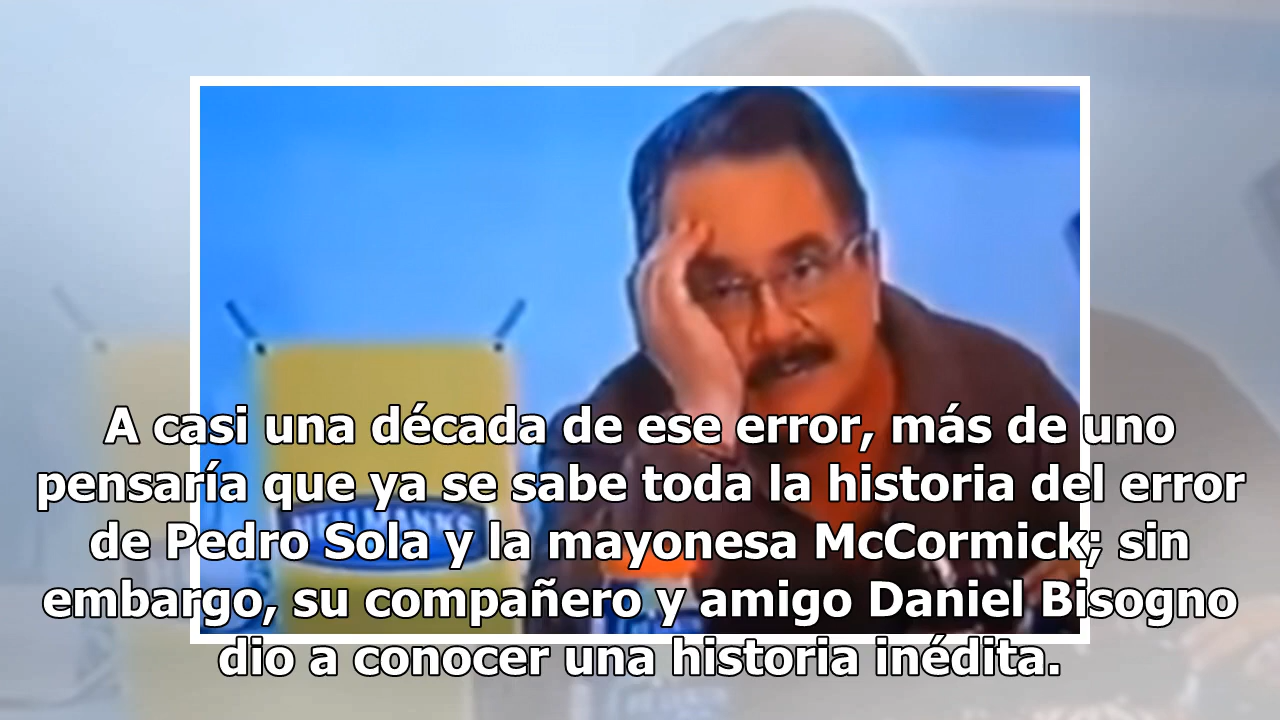 A casi una década de ese error, más de uno
pensaría que ya se sabe toda la historia del error
de Pedro Sola y la mayonesa McCormick; sin
embargo, su compañero y amigo Daniel Bisogno
dio a conocer una historia inédita.